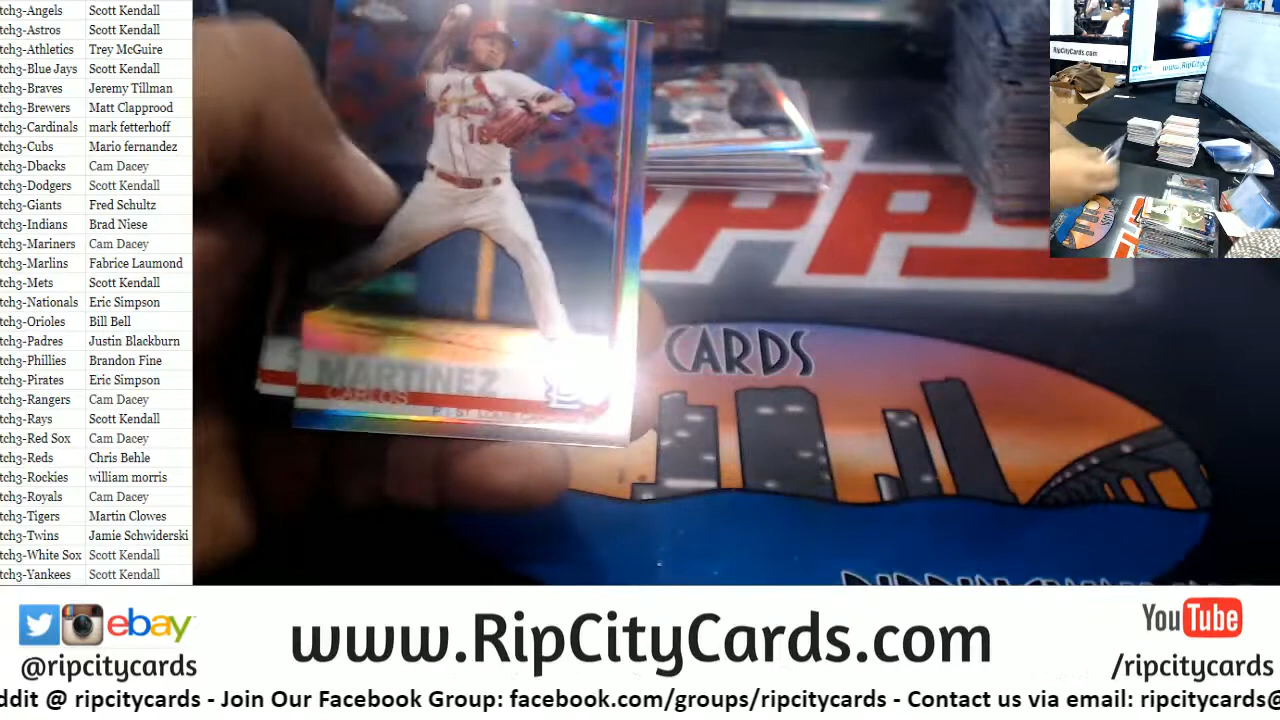 tch3-Angels Scott Kendall
tch3-Astros Scott Kendall
tch3-Athletics Trey McGuire
tch3-Blue Jays Scott Kendall
tch3-Braves Jeremy Tillman
tch3-Brewers Matt Clapprood
tch3-Cardinals mark fetterhoff
tch3-Cubs Mario fernandez
tch3-Dbacks Cam Dacey
tch3-Dodgers Scott Kendall
tch3-Giants Fred Schultz
tch3-Indians Brad Niese
tch3-Mariners Cam Dacey
tch3-Marlins Fabrice Laumond
tch3-Mets Scott Kendall
tch3-Nationals Eric Simpson
tch3-Orioles Bill Bell
tch3-Padres Justin Blackburn
tch3-Phillies Brandon Fine
tch3-Pirates Eric Simpson
tch3-Rangers Cam Dacey
tch3-Rays Scott Kendall
tch3-Red Sox Cam Dacey
tch3-Reds Chris Behle
tch3-Rockies william morris
tch3-Royals Cam Dacey
tch3-Tigers Martin Clowes
tch3-Twins Jamie Schwiderski
tch3-White Sox Scott Kendall
tch3-Yankees Scott Kendall
18
MARTINEZ
CARLOS
PPS
CARDS
RipCityCards.com
ebay
@ripcitycards
www.RipCityCards.com
YouTube
/ripcitycards
ddit @ ripcitycards - Join Our Facebook Group: facebook.com/groups/ripcitycards - Contact us via email: ripcitycards@